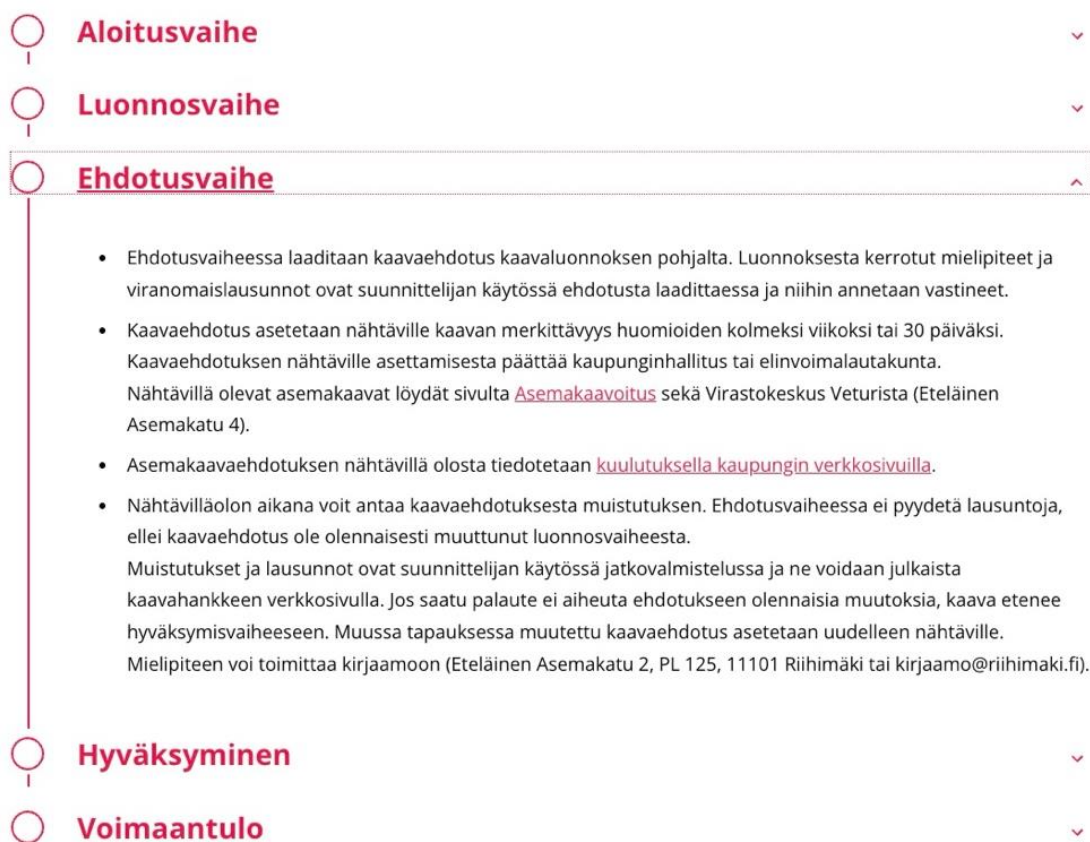 Aloitusvaihe
Luonnosvaihe
Ehdotusvaihe
• Ehdotusvaiheessa laaditaan kaavaehdotus kaavaluonnoksen pohjalta. Luonnoksesta kerrotut mielipiteet ja
viranomaislausunnot ovat suunnittelijan käytössä ehdotusta laadittaessa ja niihin annetaan vastineet.
• Kaavaehdotus asetetaan nähtäville kaavan merkittävyys huomioiden kolmeksi viikoksi tai 30 päiväksi.
Kaavaehdotuksen nähtäville asettamisesta päättää kaupunginhallitus tai elinvoimalautakunta.
Nähtävillä olevat asemakaavat löydät sivulta Asemakaavoitus sekä Virastokeskus Veturista (Eteläinen
Asemakatu 4).
• Asemakaavaehdotuksen nähtävillä olosta tiedotetaan kuulutuksella kaupungin verkkosivuilla.
• Nähtävilläolon aikana voit antaa kaavaehdotuksesta muistutuksen. Ehdotusvaiheessa ei pyydetä lausuntoja,
ellei kaavaehdotus ole olennaisesti muuttunut luonnosvaiheesta.
Muistutukset ja lausunnot ovat suunnittelijan käytössä jatkovalmistelussa ja ne voidaan julkaista
kaavahankkeen verkkosivulla. Jos saatu palaute ei aiheuta ehdotukseen olennaisia muutoksia, kaava etenee
hyväksymisvaiheeseen. Muussa tapauksessa muutettu kaavaehdotus asetetaan uudelleen nähtäville.
Mielipiteen voi toimittaa kirjaamoon (Eteläinen Asemakatu 2, PL 125, 11101 Riihimäki tai kirjaamo@riihimaki.fi).
Hyväksyminen
Voimaantulo